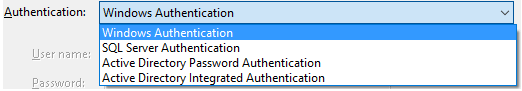 Authentication: Windows Authentication
Windows Authentication
SQL Server Authentication
User name:
Active Directory Password Authentication
Password:
Active Directory Integrated Authentication